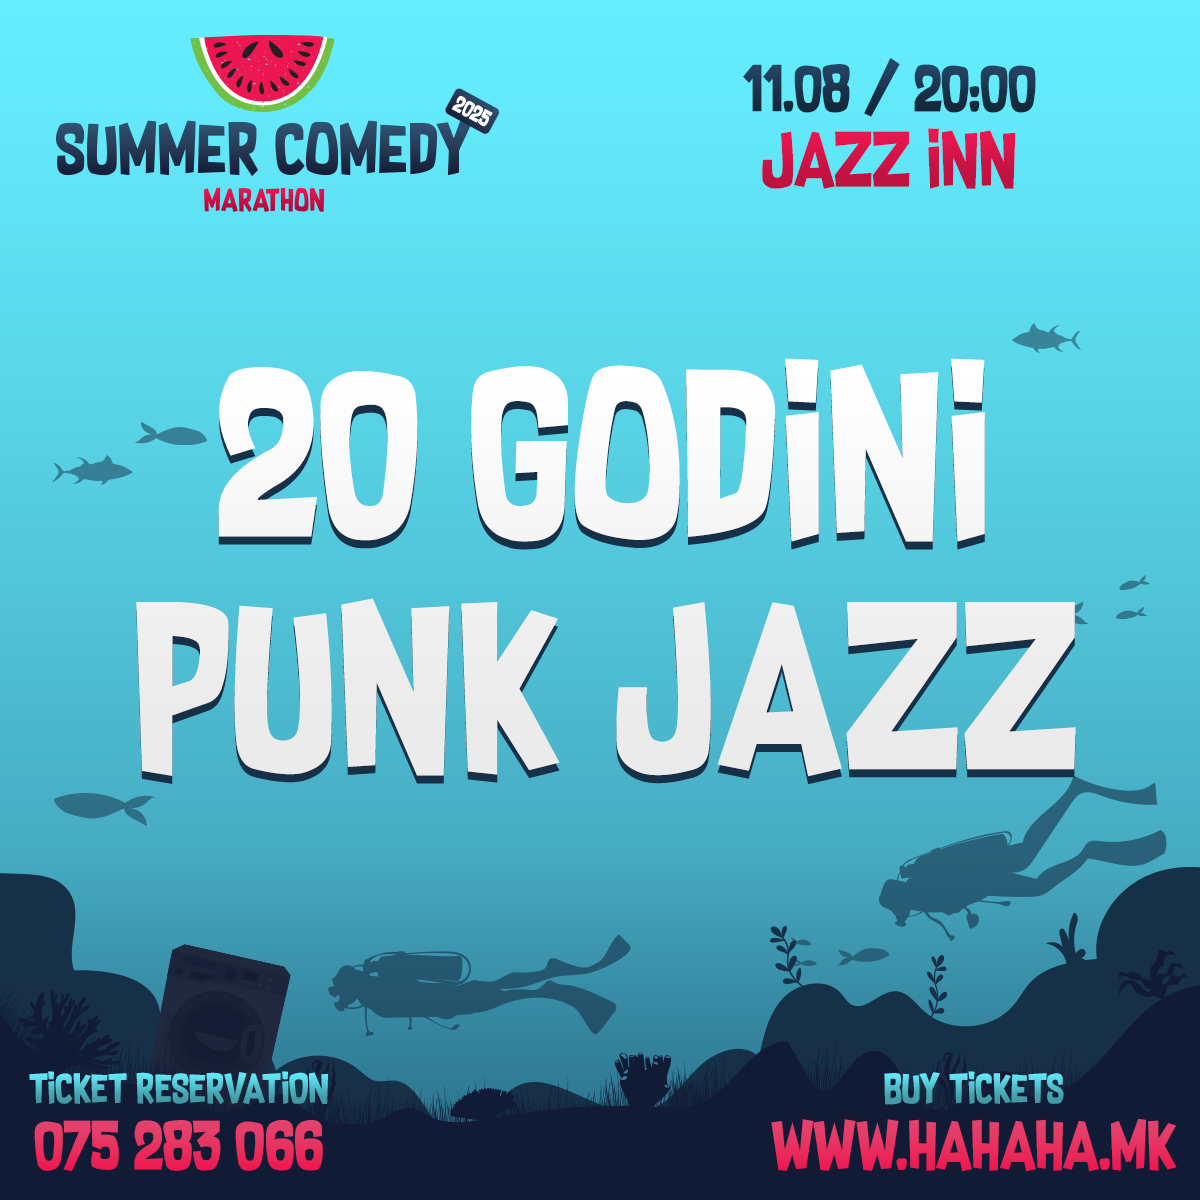 SUMMER COMEDY 2025
MARATHON
11.08 / 20:00
JAZZ iNN
20 GODiNi
PUNK JAZZ
TiCKET RESERVATiON
075 283 066
BUY TiCKETS
WWW.HAHAHA.MK